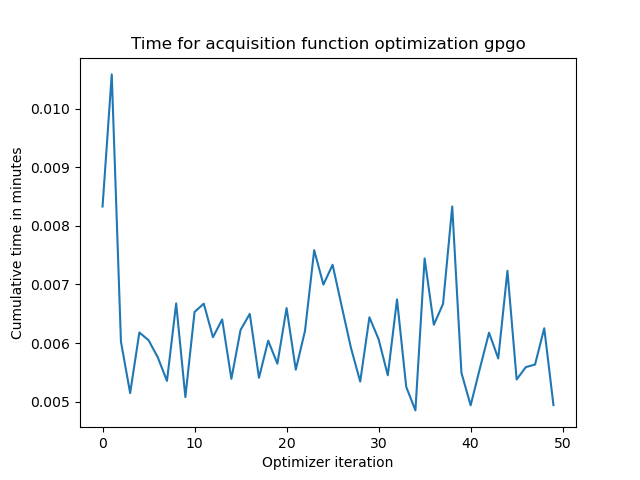 Time for acquisition function optimization gpgo
Cumulative time in minutes
0.010
0.009
0.008
0.007
0.006
0.005
0 10 20 30 40 50
Optimizer iteration